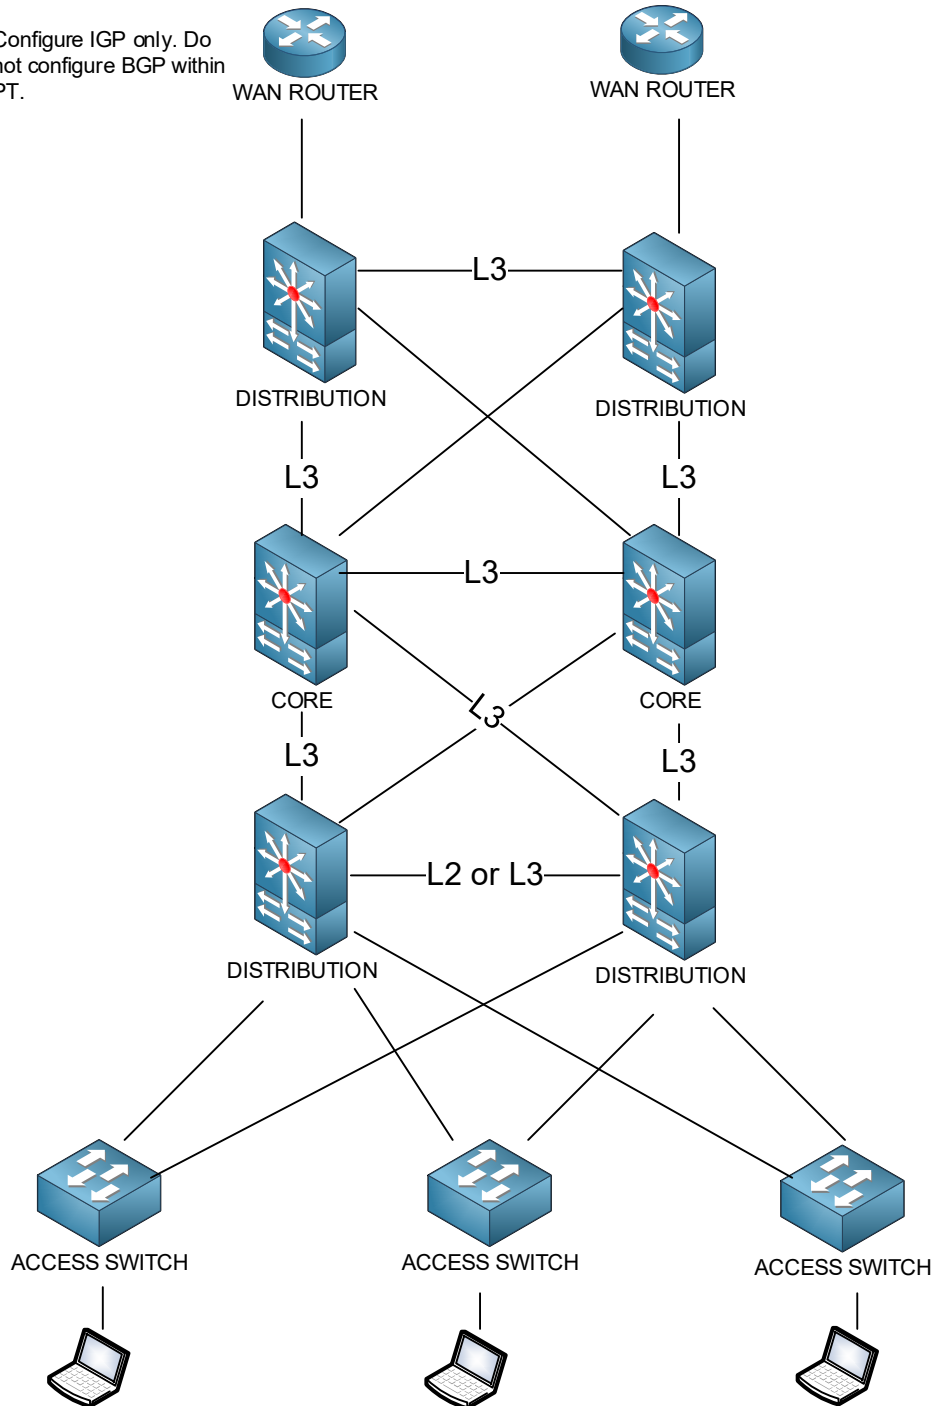 Configure IGP only. Do
not configure BGP within
PT.
WAN ROUTER
WAN ROUTER
L3
DISTRIBUTION
DISTRIBUTION
L3
L3
L3
CORE
CORE
L3
L3
L3
L2 or L3
DISTRIBUTION
DISTRIBUTION
ACCESS SWITCH
ACCESS SWITCH
ACCESS SWITCH